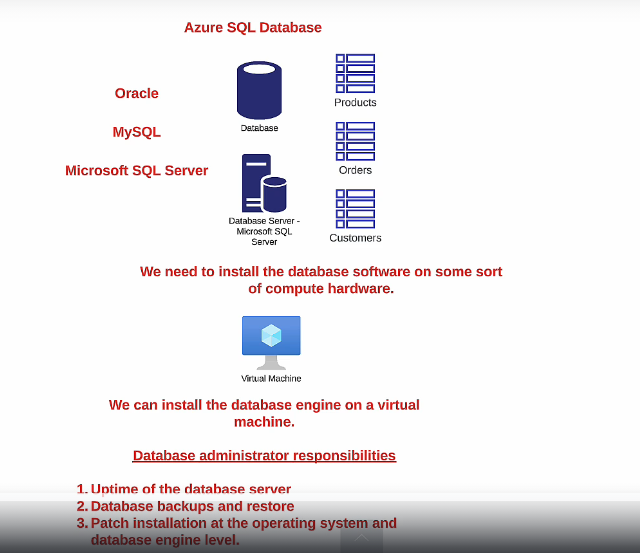 Azure SQL Database
Oracle
MySQL
Microsoft SQL Server
Database
Database Server -
Microsoft SQL
Server
Products
Orders
Customers
We need to install the database software on some sort
of compute hardware.
Virtual Machine
We can install the database engine on a virtual
machine.
Database administrator responsibilities
1. Uptime of the database server
2. Database backups and restore
3. Patch installation at the operating system and
database engine level.